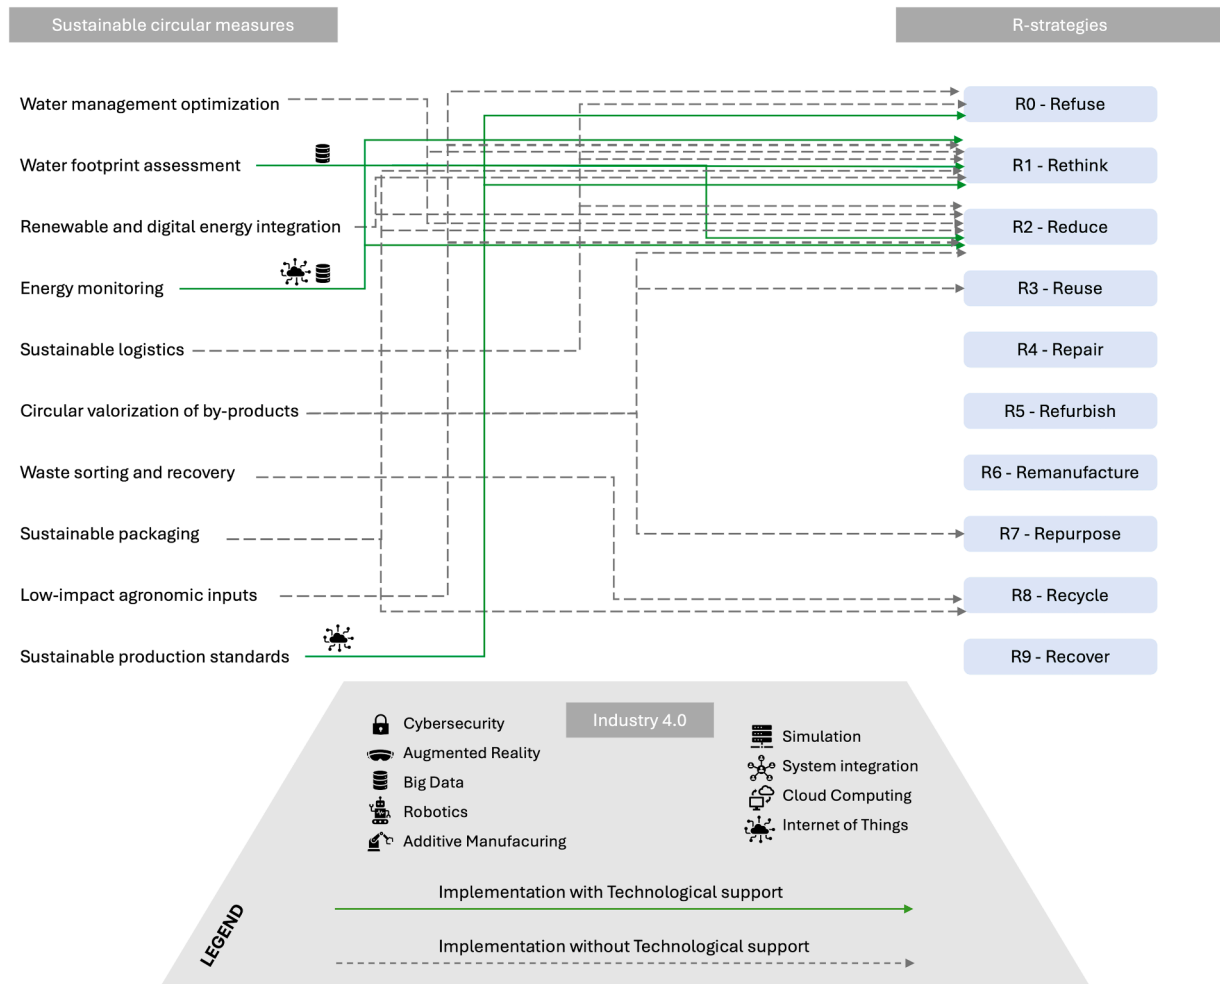 Sustainable circular measures
R-strategies
Water management optimization
R0 - Refuse
Water footprint assessment
R1 - Rethink
Renewable and digital energy integration
R2 - Reduce
Energy monitoring
R3 - Reuse
Sustainable logistics
R4 - Repair
Circular valorization of by-products
R5 - Refurbish
Waste sorting and recovery
R6 - Remanufacture
Sustainable packaging
R7 - Repurpose
Low-impact agronomic inputs
R8 - Recycle
Sustainable production standards
R9 - Recover
Industry 4.0
Cybersecurity
Augmented Reality
Big Data
Robotics
Additive Manufacuring
Simulation
System integration
Cloud Computing
Internet of Things
LEGEND
Implementation with Technological support
Implementation without Technological support